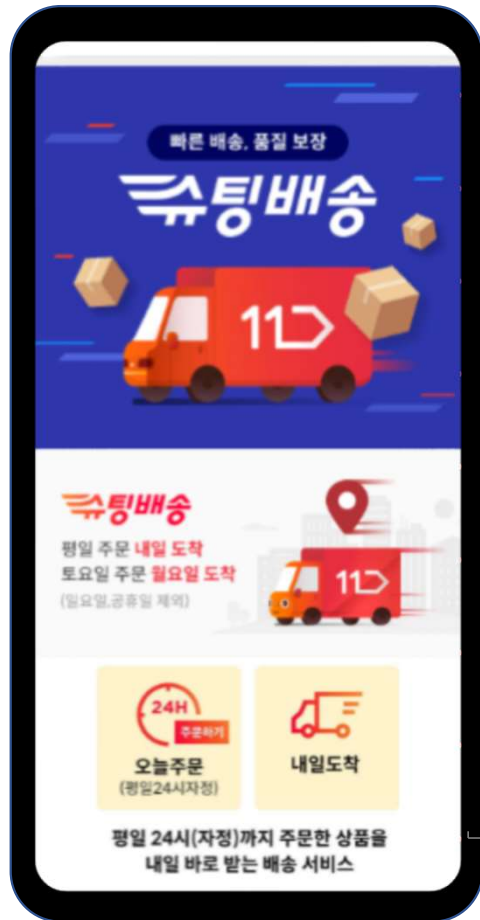 빠른 배송, 품질 보장
슈팅배송
11
슈팅배송
평일 주문 내일 도착
토요일 주문 월요일 도착
(일요일,공휴일 제외)
11
24H
주문하기
오늘주문
(평일24시자정)
내일도착
평일 24시(자정)까지 주문한 상품을
내일 바로 받는 배송 서비스